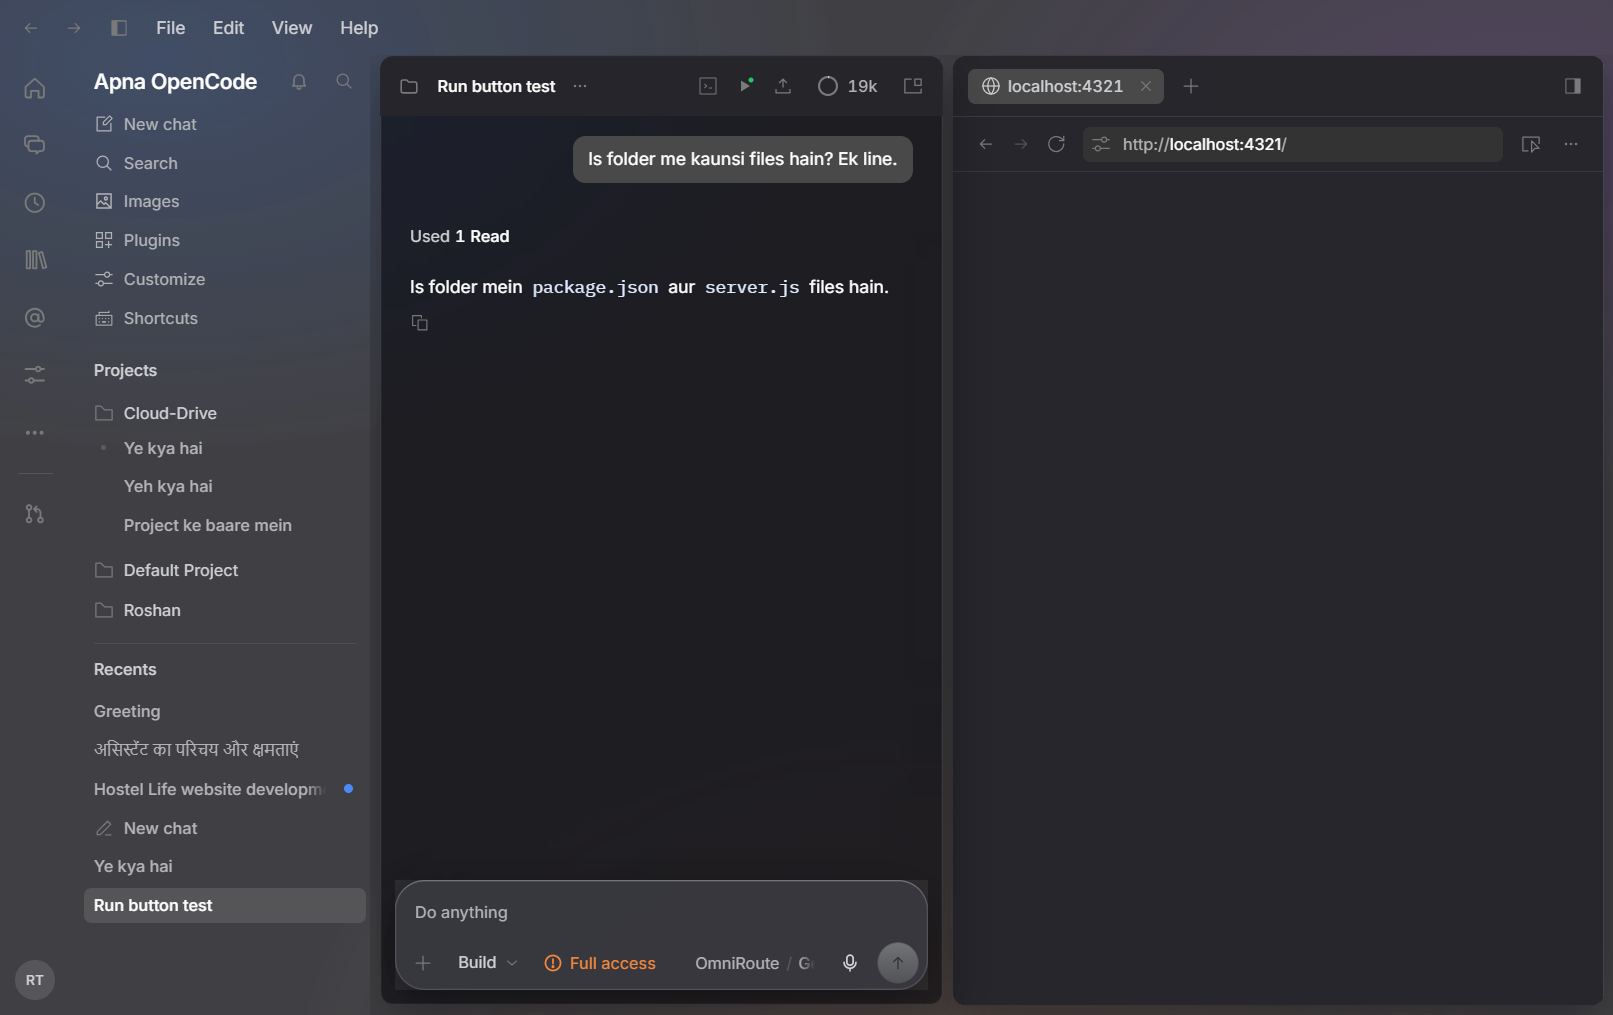 File Edit View Help
Apna OpenCode
New chat
Search
Images
Plugins
Customize
Shortcuts
Projects
Cloud-Drive
Ye kya hai
Yeh kya hai
Project ke baare mein
Default Project
Roshan
Recents
Greeting
असिस्टेंट का परिचय और क्षमताएं
Hostel Life website developm
New chat
Ye kya hai
Run button test
RT
Run button test
19k
Is folder me kaunsi files hain? Ek line.
Used 1 Read
Is folder mein package.json aur server.js files hain.
Do anything
Build Full access OmniRoute /
localhost:4321
http://localhost:4321/